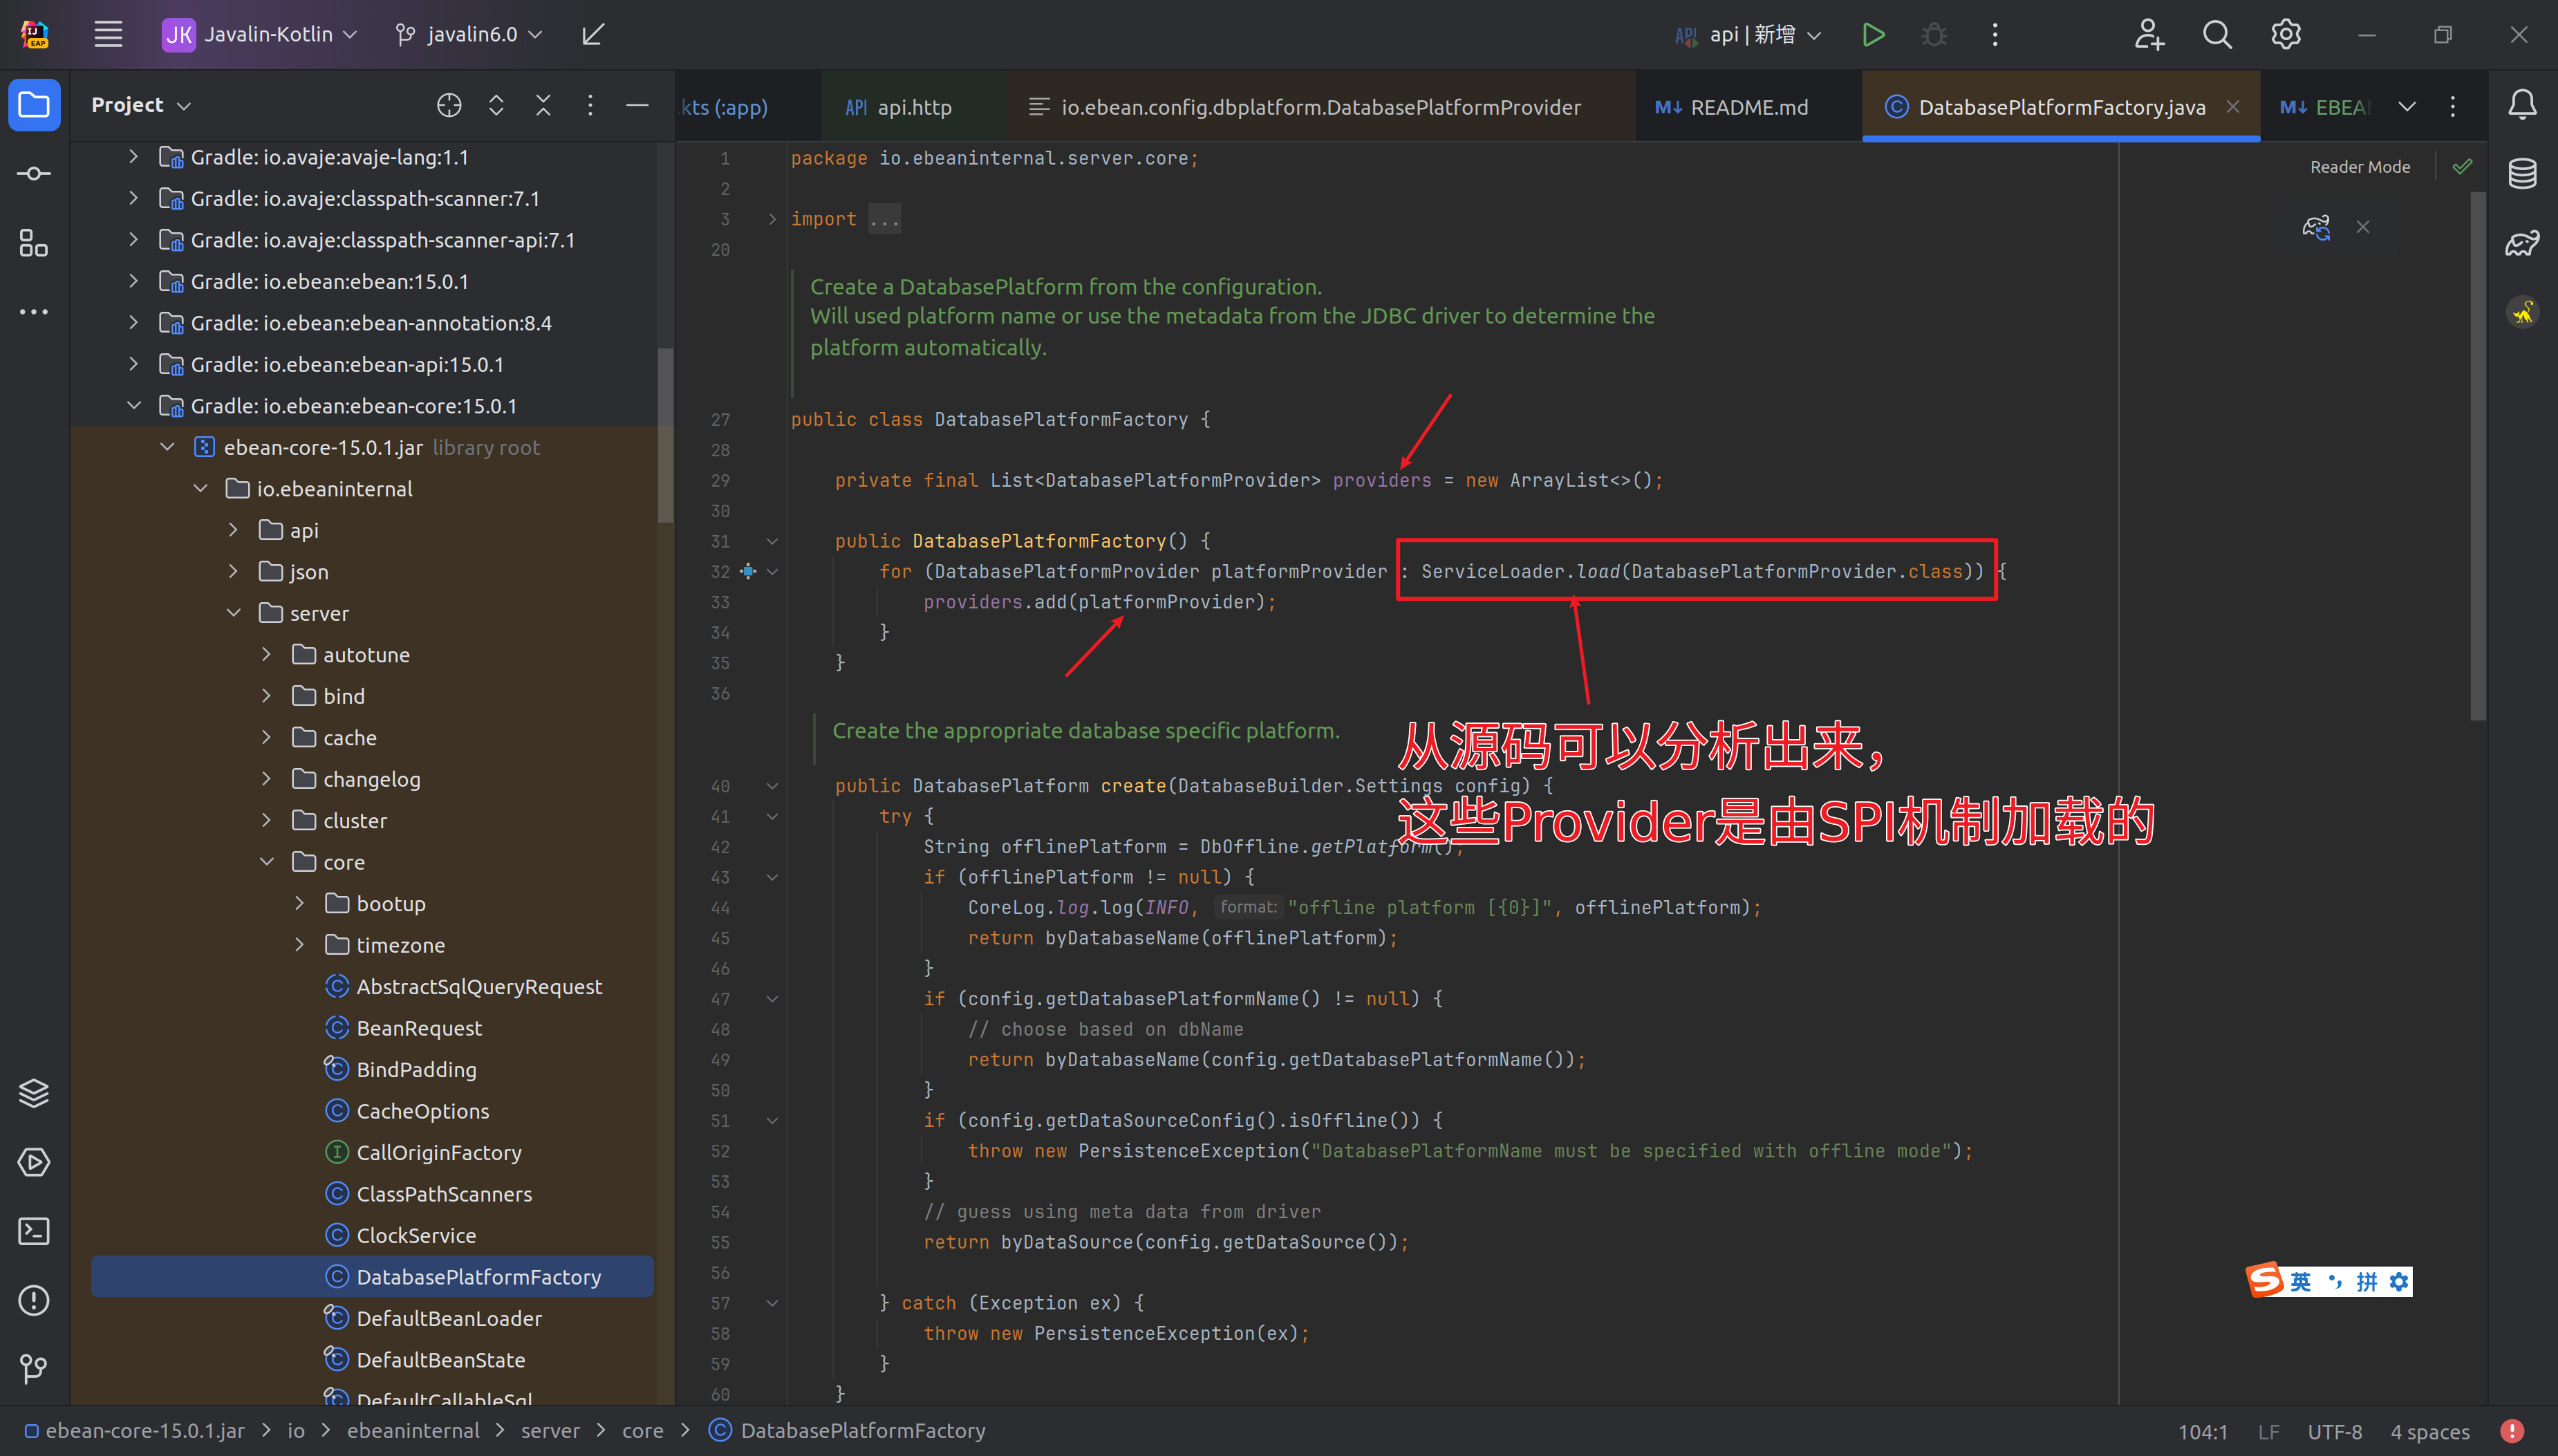 JK Javalin-Kotlin javalin6.0 api | 新增
Project
kts (:app) api.http io.ebean.config.dbplatform.DatabasePlatformProvider README.md DatabasePlatformFactory.java
Reader Mode
Gradle: io.avaje:avaje-lang:1.1
Gradle: io.avaje:classpath-scanner:7.1
Gradle: io.avaje:classpath-scanner-api:7.1
Gradle: io.ebean:ebean:15.0.1
Gradle: io.ebean:ebean-annotation:8.4
Gradle: io.ebean:ebean-api:15.0.1
Gradle: io.ebean:ebean-core:15.0.1
ebean-core-15.0.1.jar library root
io.ebeaninternal
api
json
server
autotune
bind
cache
changelog
cluster
core
bootup
timezone
AbstractSqlQueryRequest
BeanRequest
BindPadding
CacheOptions
CallOriginFactory
ClassPathScanners
ClockService
DatabasePlatformFactory
DefaultBeanLoader
DefaultBeanState
DefaultCallableSql
1 package io.ebeaninternal.server.core;
2
3 import ...
20
Create a DatabasePlatform from the configuration.
Will used platform name or use the metadata from the JDBC driver to determine the
platform automatically.
27 public class DatabasePlatformFactory {
28
29 private final List<DatabasePlatformProvider> providers = new ArrayList<>();
30
31 public DatabasePlatformFactory() {
32 for (DatabasePlatformProvider platformProvider : ServiceLoader.load(DatabasePlatformProvider.class)) {
33 providers.add(platformProvider);
34 }
35 }
36
Create the appropriate database specific platform.
从源码可以分析出来，
这些Provider是由SPI机制加载的
40 public DatabasePlatform create(DatabaseBuilder.Settings config) {
41 try {
42 String offlinePlatform = DbOffline.getPlatform();
43 if (offlinePlatform != null) {
44 CoreLog.log.log(INFO, format: "offline platform [{0}]", offlinePlatform);
45 return byDatabaseName(offlinePlatform);
46 }
47 if (config.getDatabasePlatformName() != null) {
48 // choose based on dbName
49 return byDatabaseName(config.getDatabasePlatformName());
50 }
51 if (config.getDataSourceConfig().isOffline()) {
52 throw new PersistenceException("DatabasePlatformName must be specified with offline mode");
53 }
54 // guess using meta data from driver
55 return byDataSource(config.getDataSource());
56
57 } catch (Exception ex) {
58 throw new PersistenceException(ex);
59 }
60 }
英 拼
ebean-core-15.0.1.jar > io > ebeaninternal > server > core > DatabasePlatformFactory
104:1 LF UTF-8 4 spaces